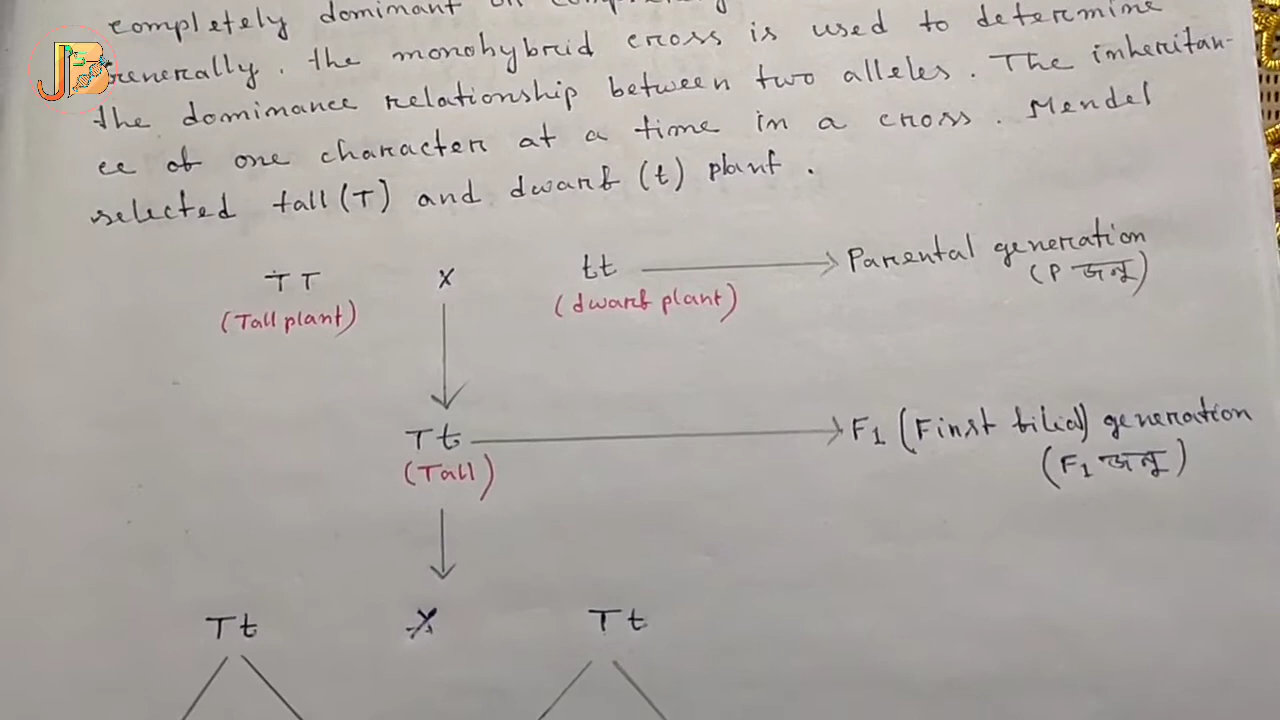 completely dominant or
Generally, the monohybrid cross is used to determine
the dominance relationship between two alleles. The inheritan-
ce of one character at a time in a cross. Mendel
selected tall(T) and dwarf (t) plant.
TT x tt → Parental generation
(Tall plant) (dwarf plant) (P জনু)
Tt → F1 (First filial) generation
(Tall) (F1 জনু)
Tt x Tt